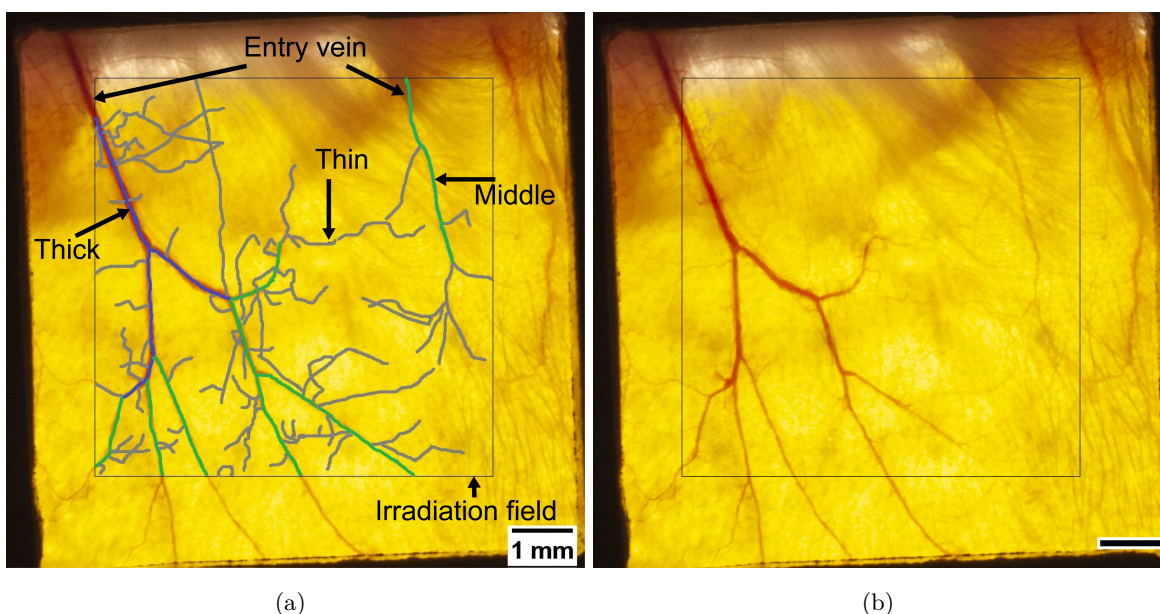 Entry vein
Thin
Middle
Thick
Irradiation field
1 mm
(a)
(b)